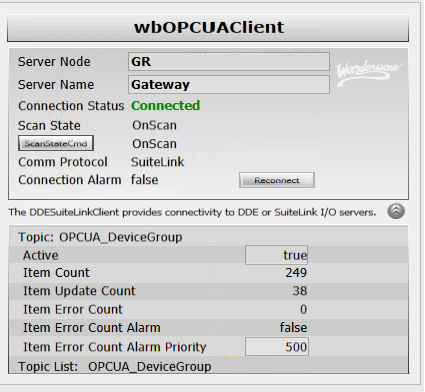 wbOPCUAClient
Server Node GR
Server Name Gateway
Wonderware
Connection Status Connected
Scan State OnScan
ScanStateCmd OnScan
Comm Protocol SuiteLink
Connection Alarm false Reconnect
The DDESuiteLinkClient provides connectivity to DDE or SuiteLink I/O servers.
Topic: OPCUA_DeviceGroup
Active true
Item Count 249
Item Update Count 38
Item Error Count 0
Item Error Count Alarm false
Item Error Count Alarm Priority 500
Topic List: OPCUA_DeviceGroup